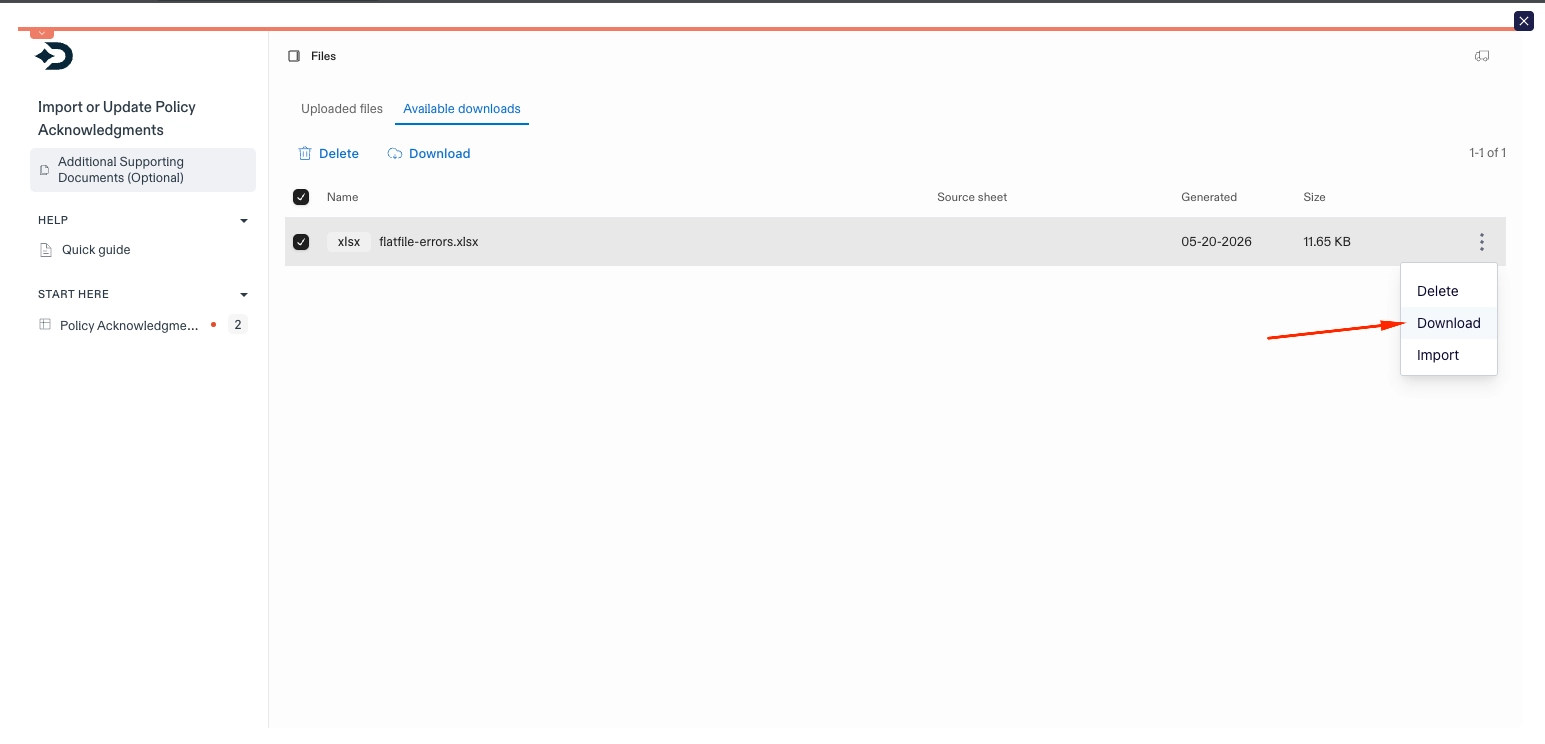 Import or Update Policy
Acknowledgments
Additional Supporting
Documents (Optional)
HELP
Quick guide
START HERE
Policy Acknowledgme... 2
Files
Uploaded files Available downloads
Delete Download 1-1 of 1
Name Source sheet Generated Size
xlsx flatfile-errors.xlsx 05-20-2026 11.65 KB
Delete
Download
Import